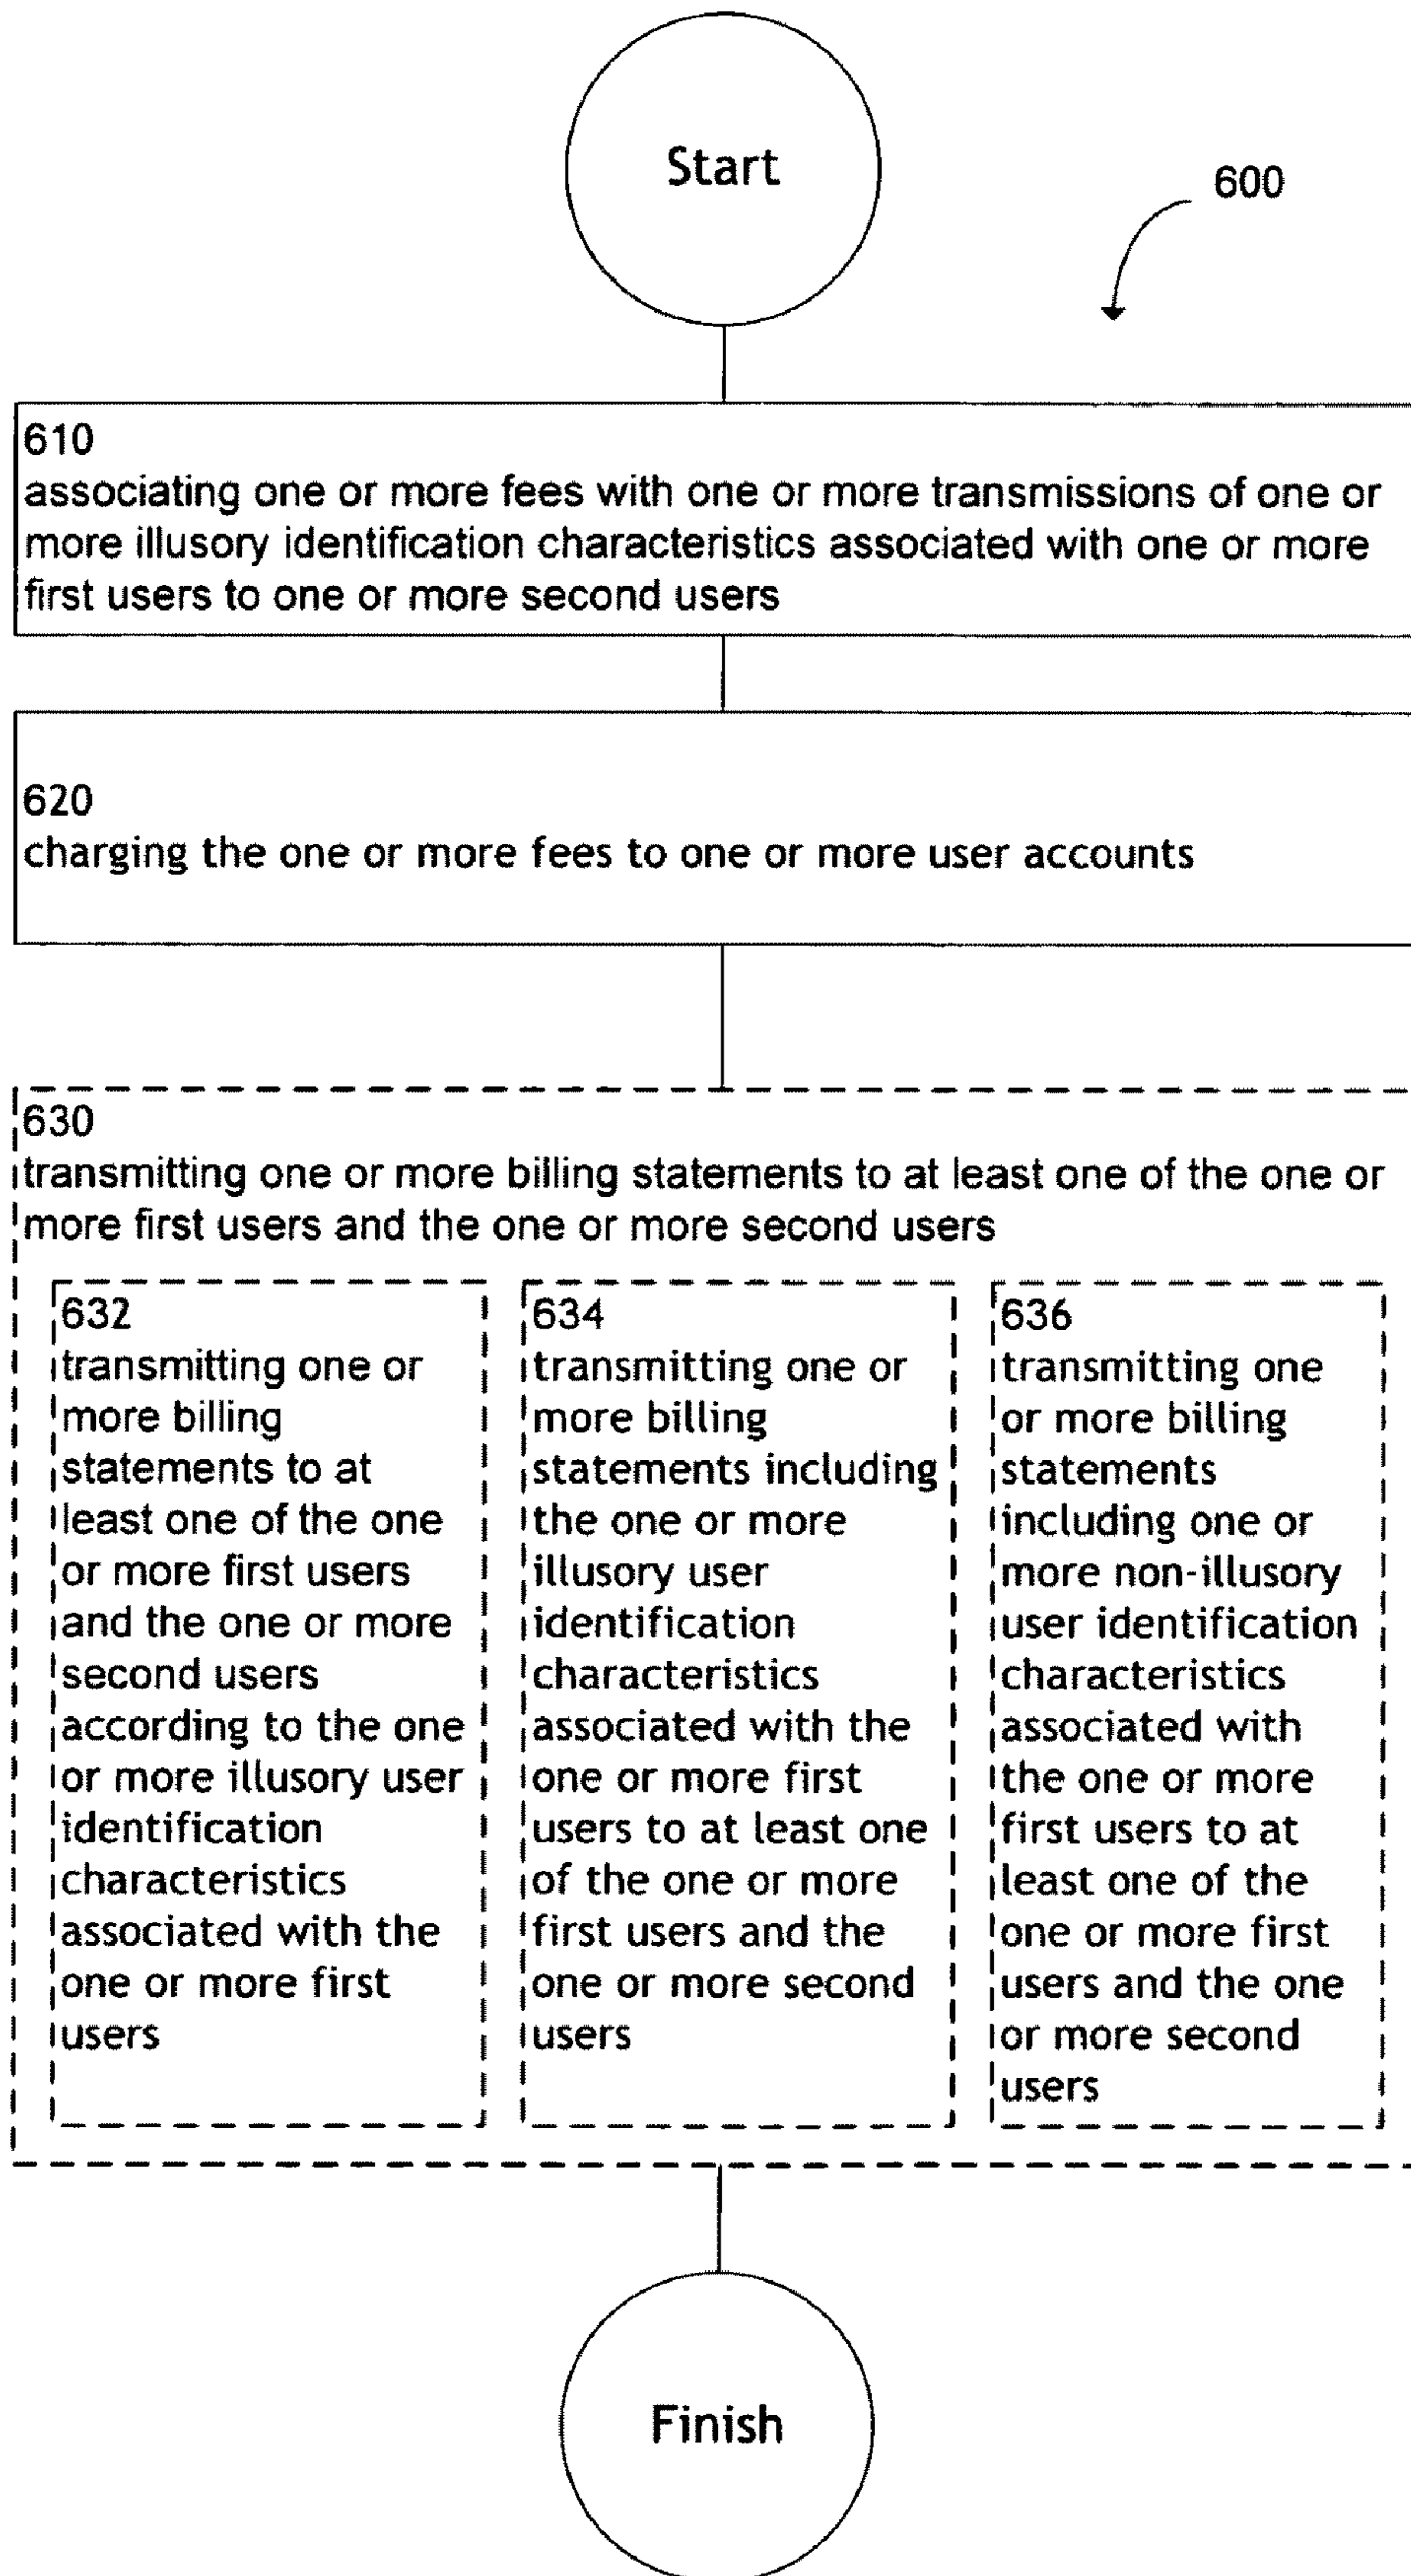 Start
600
610
associating one or more fees with one or more transmissions of one or
more illusory identification characteristics associated with one or more
first users to one or more second users
620
charging the one or more fees to one or more user accounts
630
transmitting one or more billing statements to at least one of the one or
more first users and the one or more second users
632
transmitting one or
more billing
statements to at
least one of the one
or more first users
and the one or more
second users
according to the one
or more illusory user
identification
characteristics
associated with the
one or more first
users
634
transmitting one or
more billing
statements including
the one or more
illusory user
identification
characteristics
associated with the
one or more first
users to at least one
of the one or more
first users and the
one or more second
users
636
transmitting one
or more billing
statements
including one or
more non-illusory
user identification
characteristics
associated with
the one or more
first users to at
least one of the
one or more first
users and the one
or more second
users
Finish